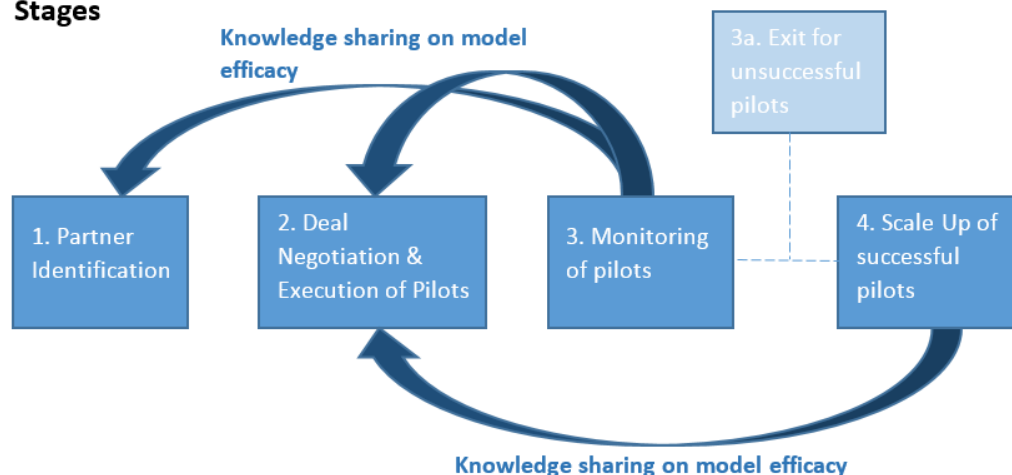 Stages
Knowledge sharing on model
efficacy
3a. Exit for
unsuccessful
pilots
1. Partner
Identification
2. Deal
Negotiation &
Execution of Pilots
3. Monitoring
of pilots
4. Scale Up of
successful
pilots
Knowledge sharing on model efficacy